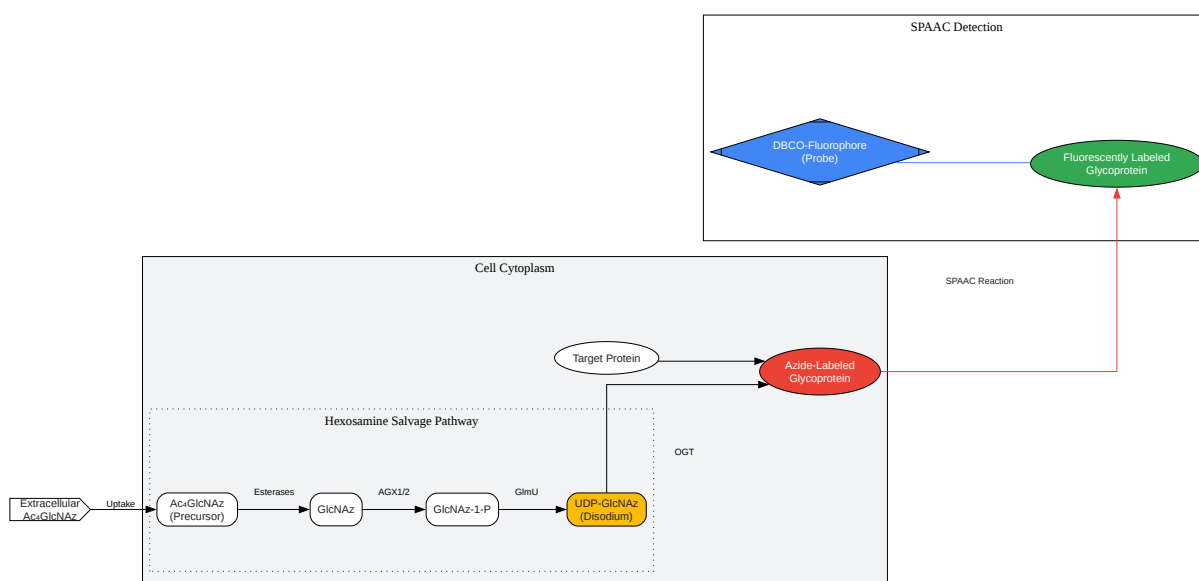 SPAAC Detection
DBCO-Fluorophore
(Probe)
Fluorescently Labeled
Glycoprotein
Cell Cytoplasm
SPAAC Reaction
Target Protein
Azide-Labeled
Glycoprotein
Hexosamine Salvage Pathway
OGT
Extracellular
Ac₄GlcNAz
Uptake
Ac₄GlcNAz
(Precursor)
Esterases
GlcNAz
AGX1/2
GlcNAz-1-P
GlmU
UDP-GlcNAz
(Disodium)